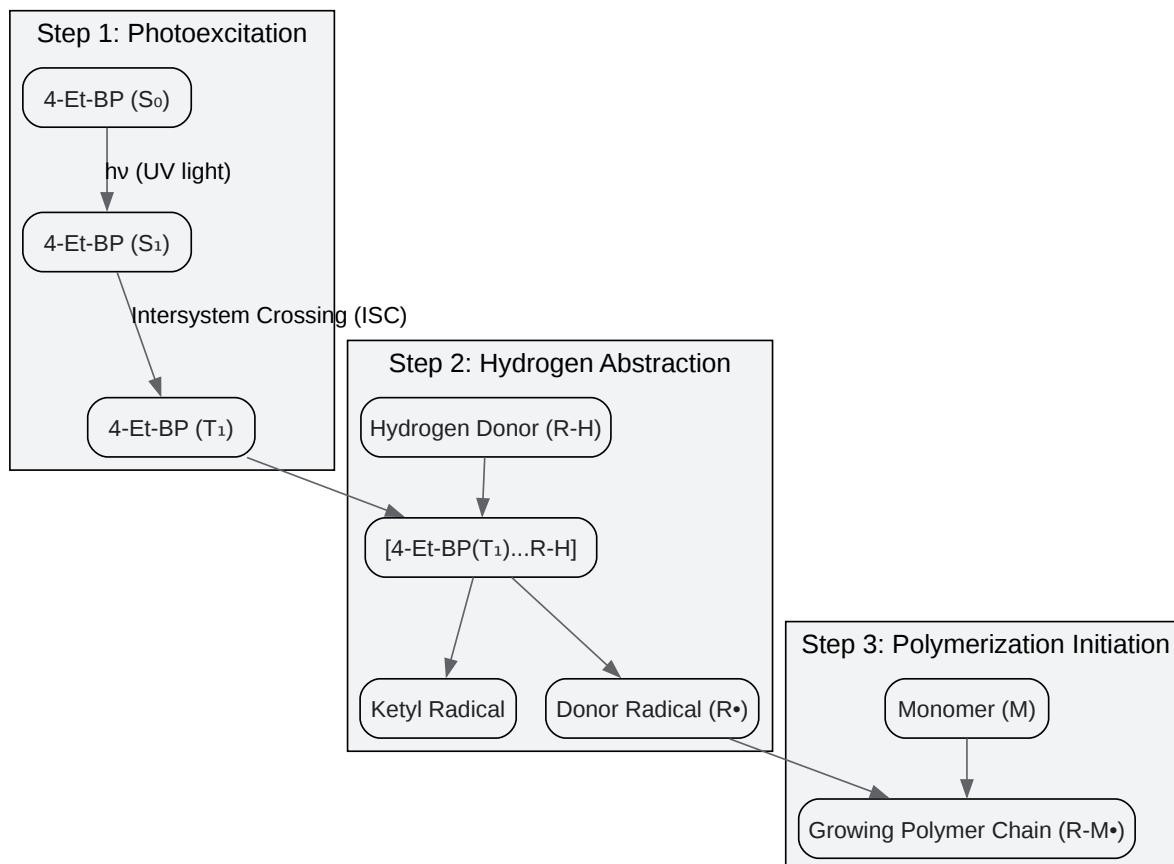 Step 1: Photoexcitation
4-Et-BP (S₀)
hν (UV light)
4-Et-BP (S₁)
Intersystem Crossing (ISC)
4-Et-BP (T₁)
Step 2: Hydrogen Abstraction
Hydrogen Donor (R-H)
[4-Et-BP(T₁)...R-H]
Ketyl Radical
Donor Radical (R•)
Step 3: Polymerization Initiation
Monomer (M)
Growing Polymer Chain (R-M•)